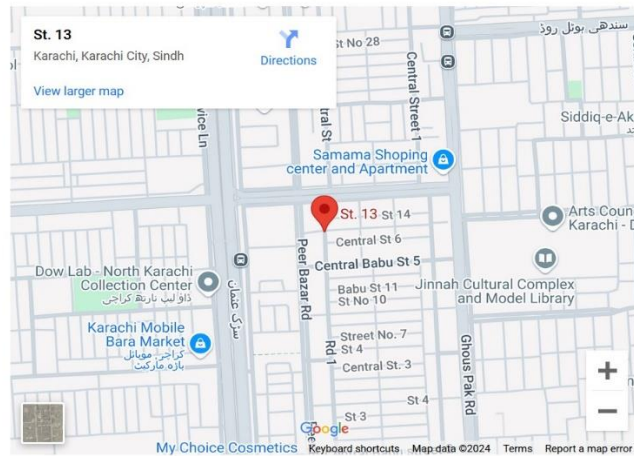 St. 13
Karachi, Karachi City, Sindh
Directions
View larger map
St No 28
Central Street 1
سندھی ہوٹل روڈ
Siddiq-e-Ak
Samama Shoping
center and Apartment
St. 13
St 14
Central St 6
Arts Coun
Karachi - D
Central Babu St 5
Peer Bazar Rd
Dow Lab - North Karachi
Collection Center
ڈاؤ لیب نارتھ کراچی
Babu St 11
St No 10
Jinnah Cultural Complex
and Model Library
سڑک عثمان
Karachi Mobile
Bara Market
کراچی موبائل
باڑہ مارکیٹ
Street No. 7
St 4
Rd 1
Central St. 3
Ghous Pak Rd
St 4
St 3
Google
My Choice Cosmetics
Keyboard shortcuts
Map data ©2024
Terms
Report a map error